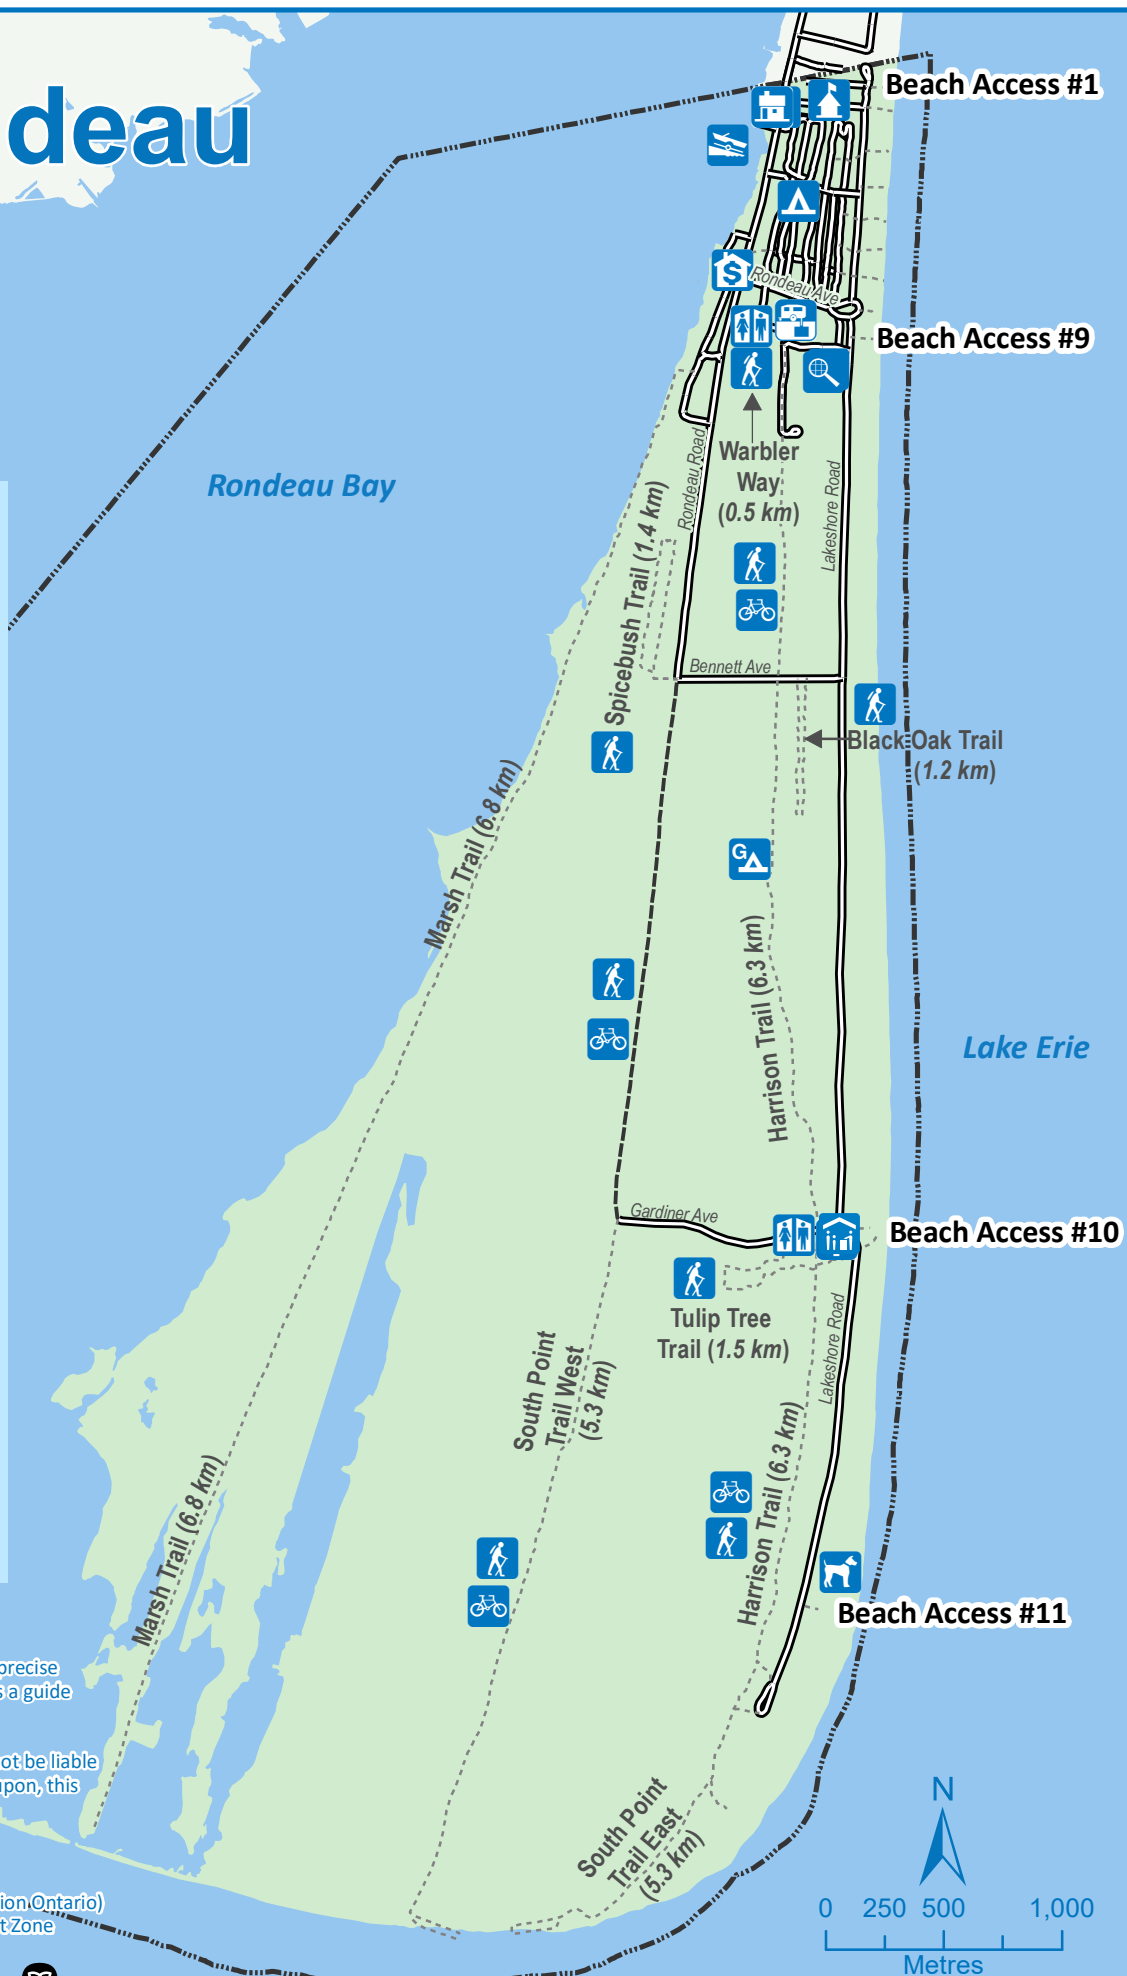 deau
Beach Access #1
Rondeau Ave
Beach Access #9
Rondeau Bay
Rondeau Road
Warbler
Way
(0.5 km)
Lakeshore Road
Spicebush Trail (1.4 km)
Bennett Ave
Black Oak Trail
(1.2 km)
Marsh Trail (6.8 km)
G
Harrison Trail (6.3 km)
Lake Erie
Gardiner Ave
Beach Access #10
Tulip Tree
Trail (1.5 km)
Lakeshore Road
South Point
Trail West
(5.3 km)
Harrison Trail (6.3 km)
Marsh Trail (6.8 km)
Beach Access #11
precise
s a guide
ot be liable
upon, this
South Point
Trail East
(5.3 km)
ion Ontario)
t Zone
N
0 250 500 1,000
Metres